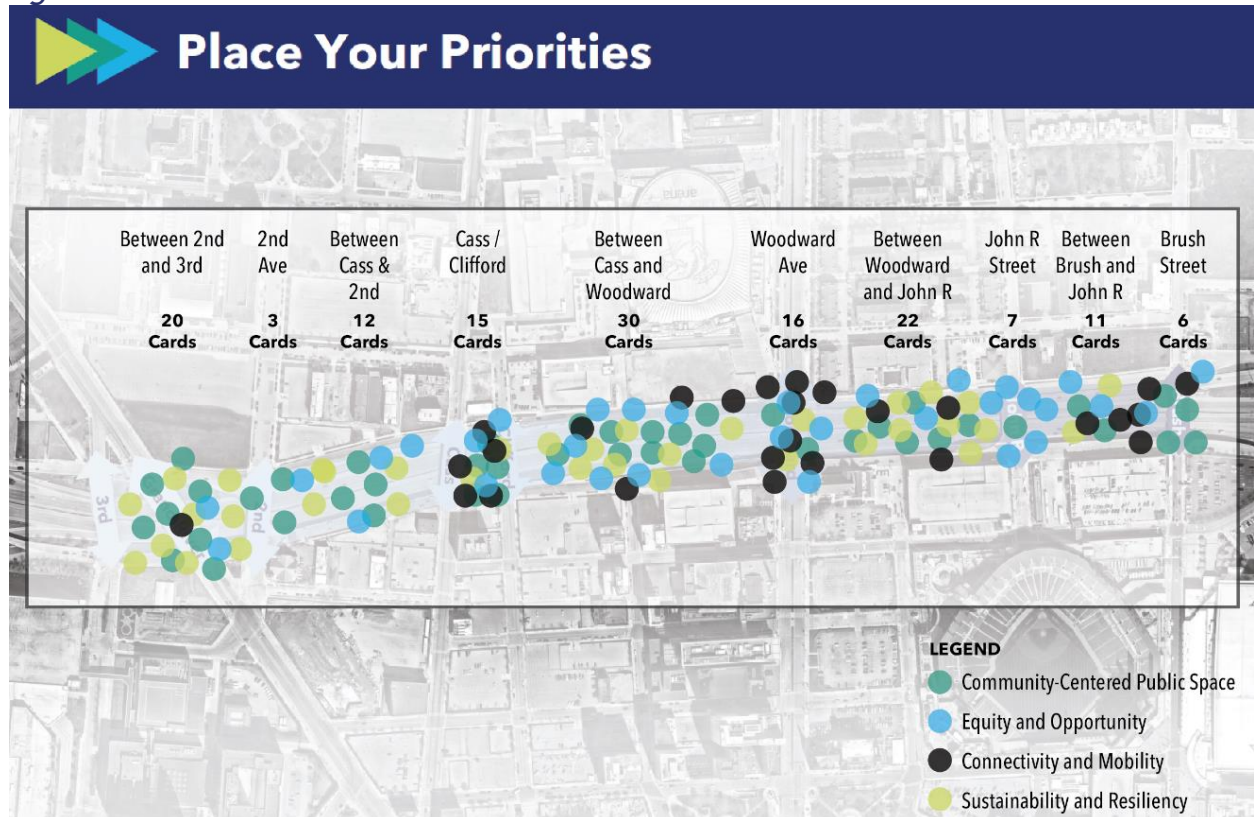 Place Your Priorities
Between 2nd
and 3rd
20
Cards
2nd
Ave
3
Cards
Between
Cass &
2nd
12
Cards
Cass /
Clifford
15
Cards
Between
Cass and
Woodward
30
Cards
Woodward
Ave
16
Cards
Between
Woodward
and John R
22
Cards
John R
Street
7
Cards
Between
Brush and
John R
11
Cards
Brush
Street
6
Cards
3rd
2nd
LEGEND
Community-Centered Public Space
Equity and Opportunity
Connectivity and Mobility
Sustainability and Resiliency